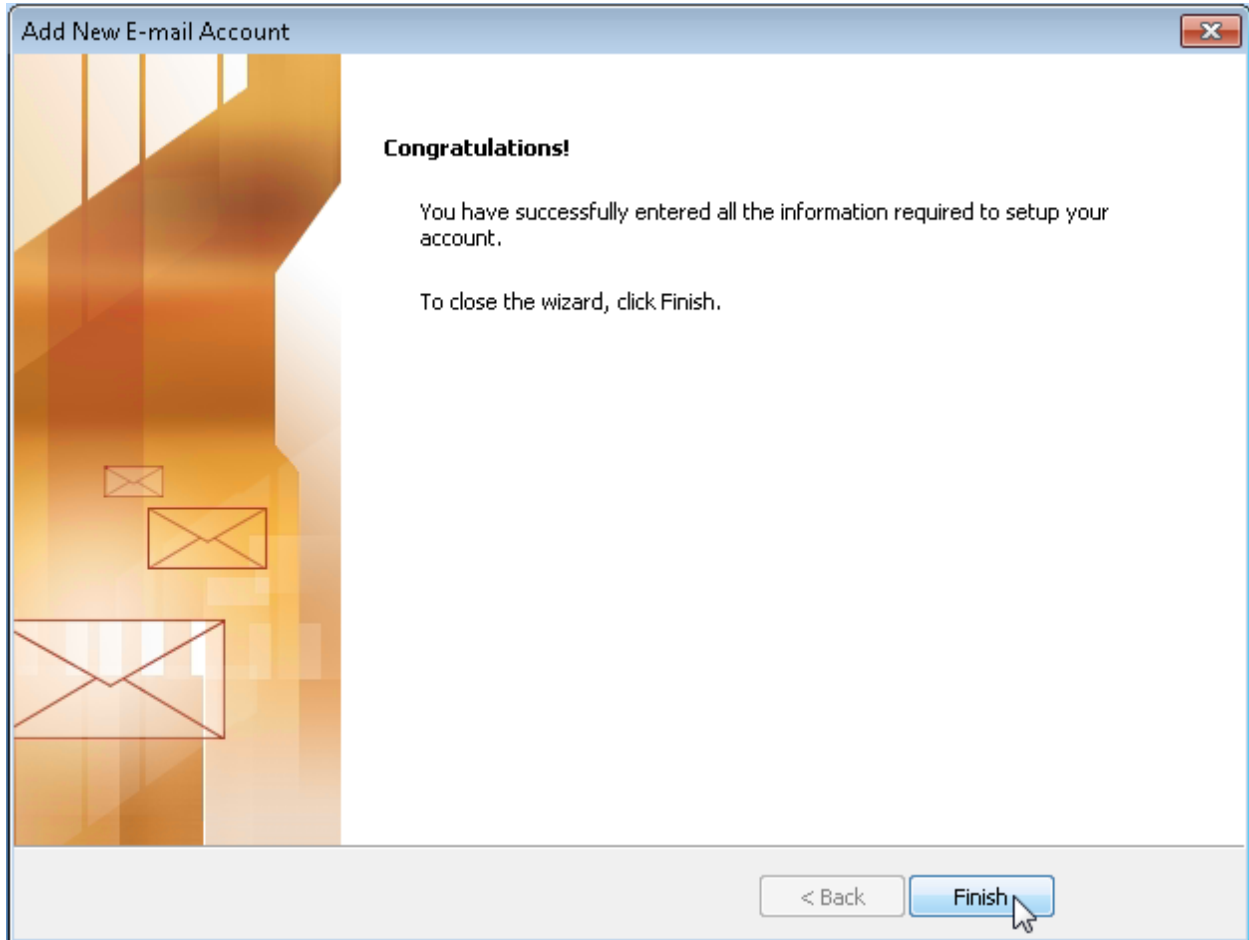 Add New E-mail Account
Congratulations!
You have successfully entered all the information required to setup your
account.
To close the wizard, click Finish.
< Back
Finish